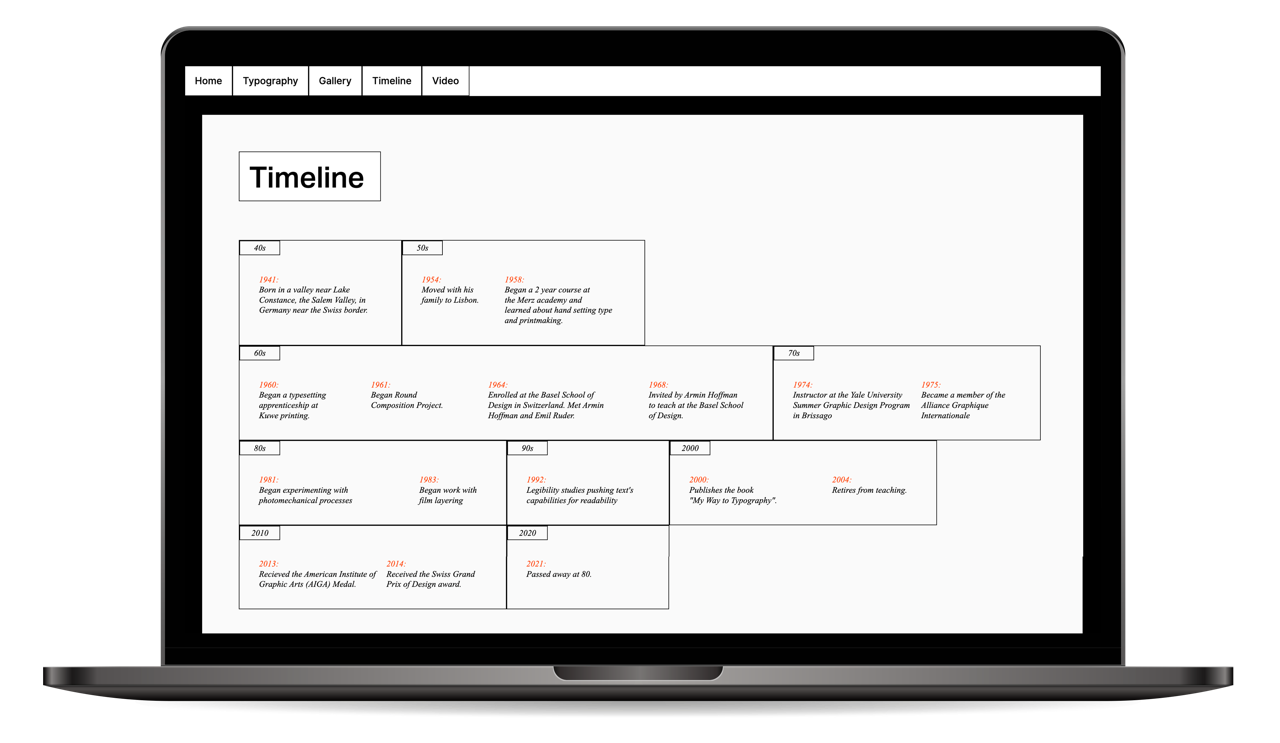 Home
Typography
Gallery
Timeline
Video
Timeline
40s
1941:
Born in a valley near Lake
Constance, the Salem Valley, in
Germany near the Swiss border.
50s
1954:
Moved with his
family to Lisbon.
1958:
Began a 2 year course at
the Merz academy and
learned about hand setting type
and printmaking.
60s
1960:
Began a typesetting
apprenticeship at
Kuwe printing.
1961:
Began Round
Composition Project.
1964:
Enrolled at the Basel School of
Design in Switzerland. Met Armin
Hoffman and Emil Ruder.
1968:
Invited by Armin Hoffman
to teach at the Basel School
of Design.
70s
1974:
Instructor at the Yale University
Summer Graphic Design Program
in Brissago
1975:
Became a member of the
Alliance Graphique
Internationale
80s
1981:
Began experimenting with
photomechanical processes
1983:
Began work with
film layering
90s
1992:
Legibility studies pushing text's
capabilities for readability
2000
2000:
Publishes the book
"My Way to Typography".
2004:
Retires from teaching.
2010
2013:
Recieved the American Institute of
Graphic Arts (AIGA) Medal.
2014:
Received the Swiss Grand
Prix of Design award.
2020
2021:
Passed away at 80.